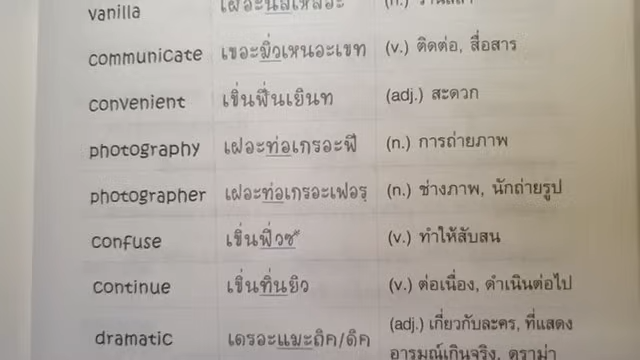 vanilla (n.)
communicate เขอะมิ่วเหนอะเขท (v.) ติดต่อ, สื่อสาร
convenient เขิ่นฟี่นเยินท (adj.) สะดวก
photography เฝอะท่อเกรอะฟี (n.) การถ่ายภาพ
photographer เฝอะท่อเกรอะเฟอรฺ (n.) ช่างภาพ, นักถ่ายรูป
confuse เขิ่นฟิ่วซ* (v.) ทำให้สับสน
continue เขิ่นทิ่นยิว (v.) ต่อเนื่อง, ดำเนินต่อไป
dramatic เดรอะแมะถิค/ดิค (adj.) เกี่ยวกับละคร, ที่แสดง
อารมณ์เกินจริง, ดราม่า